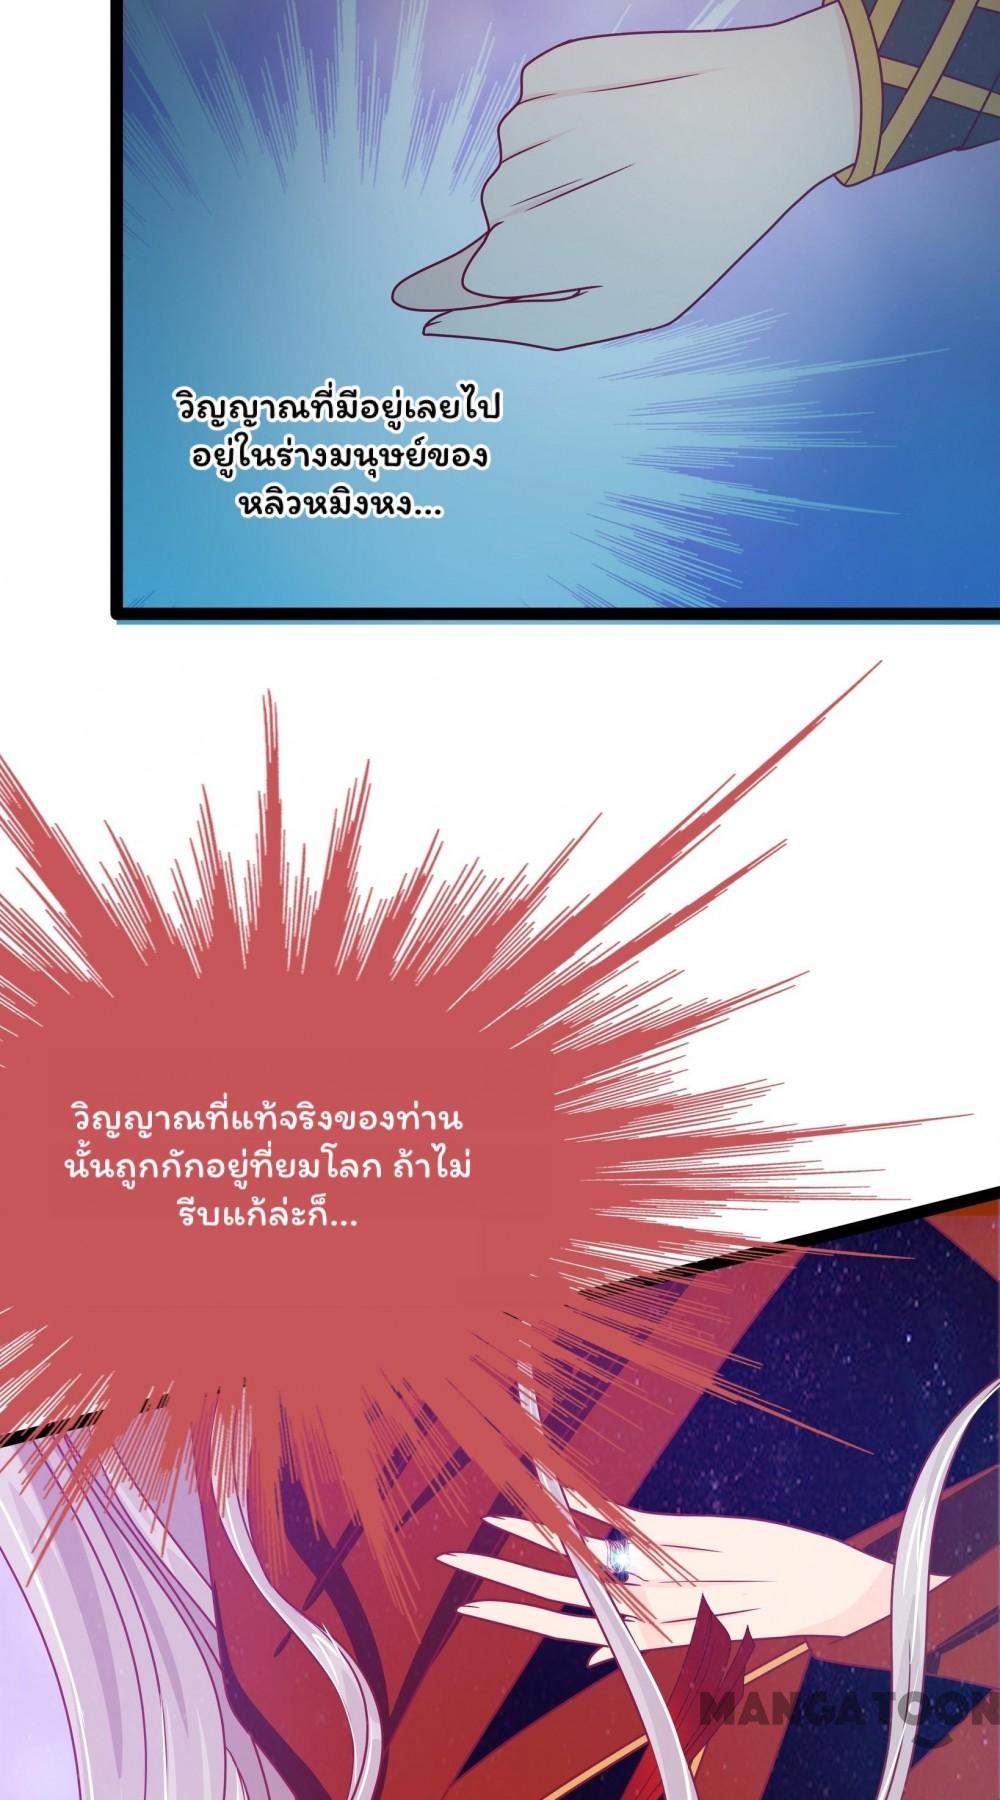 วิญญาณที่มีอยู่เลยไป
อยู่ในร่างมนุษย์ของ
หลิวหมิงหง...
วิญญาณที่แท้จริงของท่าน
นั้นถูกกักอยู่ที่ยมโลก ถ้าไม่
รีบแก้ล่ะก็...
MANGATOON